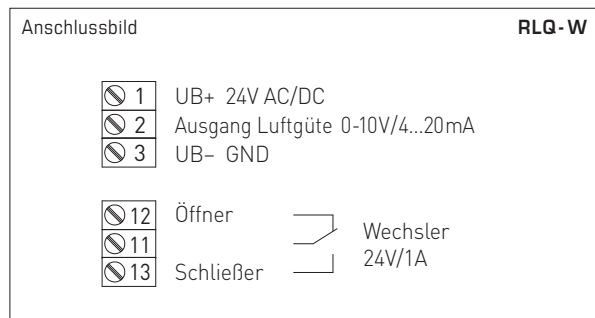 Anschlussbild RLQ-W
1 UB+ 24V AC/DC
2 Ausgang Luftgüte 0-10V/4...20mA
3 UB– GND
12 Öffner
11
Wechsler
24V/1A
13 Schließer